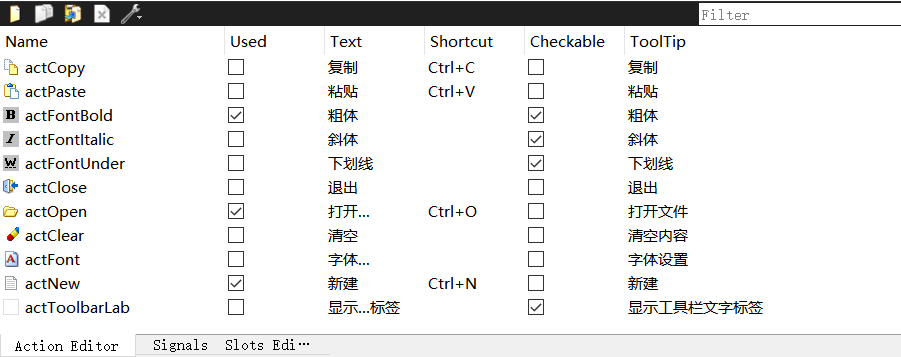 Filter
Name Used Text Shortcut Checkable ToolTip
actCopy 复制 Ctrl+C 复制
actPaste 粘贴 Ctrl+V 粘贴
B actFontBold 粗体 粗体
I actFontItalic 斜体 斜体
W actFontUnder 下划线 下划线
actClose 退出 退出
actOpen 打开... Ctrl+O 打开文件
actClear 清空 清空内容
A actFont 字体... 字体设置
actNew 新建 Ctrl+N 新建
actToolbarLab 显示...标签 显示工具栏文字标签
Action Editor Signals Slots Edi…